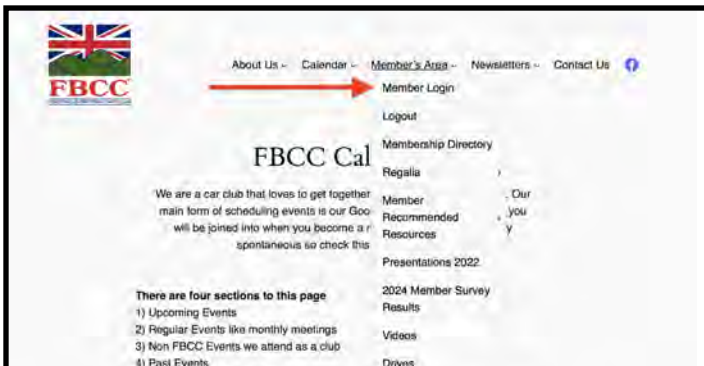 FBCC
About Us Calendar Member's Area Newsletters Contact Us
Member Login
Logout
Membership Directory
Regalia
Member
Recommended
Resources
Presentations 2022
2024 Member Survey
Results
Videos
Drives
FBCC Cal
We are a car club that loves to get together
main form of scheduling events is our Goo Our
will be joined into when you become a you
spontaneous so check this y
There are four sections to this page
1) Upcoming Events
2) Regular Events like monthly meetings
3) Non FBCC Events we attend as a club
4) Past Events